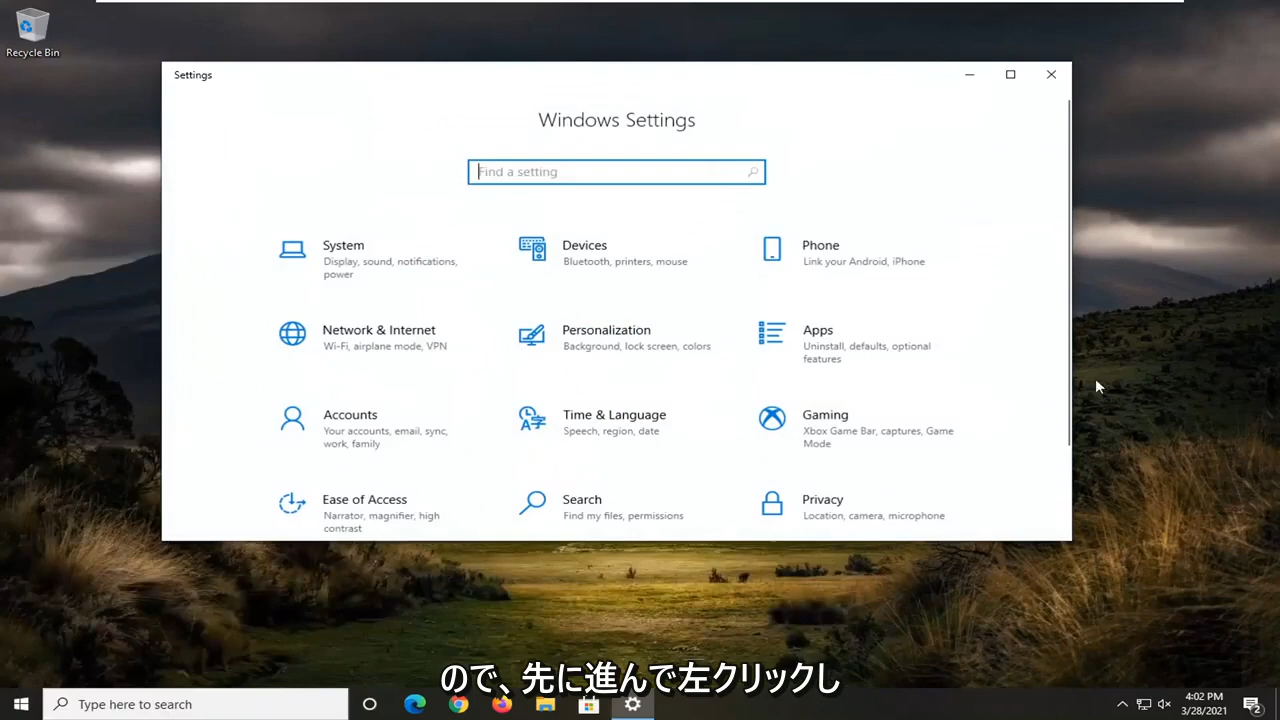 Recycle Bin
Settings
Windows Settings
Find a setting
System
Display, sound, notifications,
power
Devices
Bluetooth, printers, mouse
Phone
Link your Android, iPhone
Network & Internet
Wi-Fi, airplane mode, VPN
Personalization
Background, lock screen, colors
Apps
Uninstall, defaults, optional
features
Accounts
Your accounts, email, sync,
work, family
Time & Language
Speech, region, date
Gaming
Xbox Game Bar, captures, Game
Mode
Ease of Access
Narrator, magnifier, high
contrast
Search
Find my files, permissions
Privacy
Location, camera, microphone
ので、先に進んで左クリックし
Type here to search
4:02 PM
3/28/2021
2